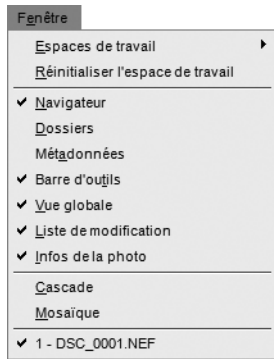 Fenêtre
Espaces de travail
Réinitialiser l'espace de travail
Navigateur
Dossiers
Métadonnées
Barre d'outils
Vue globale
Liste de modification
Infos de la photo
Cascade
Mosaïque
1 - DSC_0001.NEF